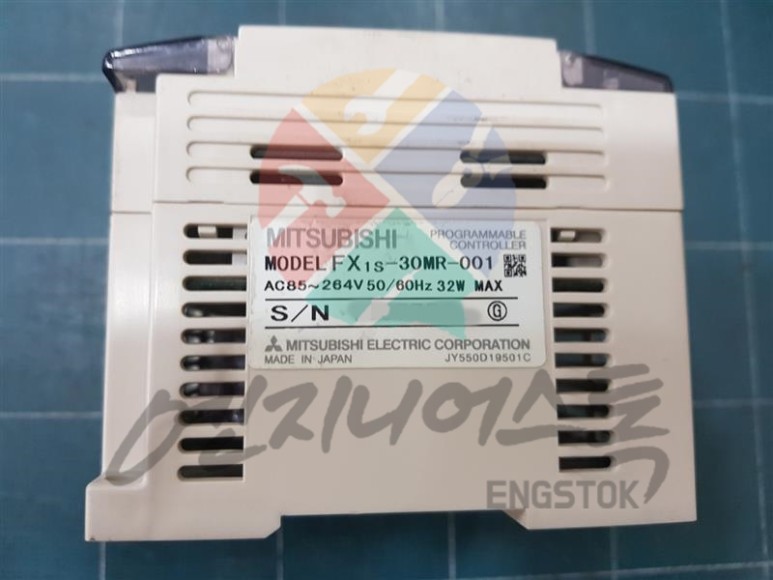 MITSUBISHI
PROGRAMMABLE
CONTROLLER
MODEL FX1S-30MR-001
AC85~264V 50/60Hz 32W MAX
S/N
G
MITSUBISHI ELECTRIC CORPORATION
MADE IN JAPAN
JY550D19501C
엔지니어스톡
ENGSTOK